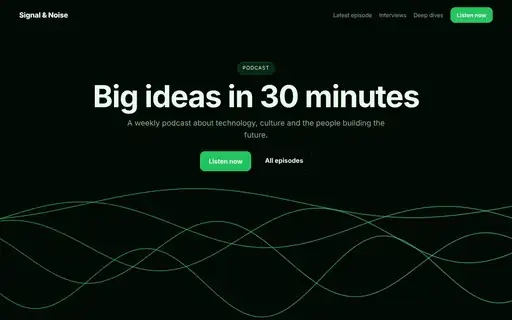 Signal & Noise
Latest episode Interviews Deep dives Listen now
PODCAST
Big ideas in 30 minutes
A weekly podcast about technology, culture and the people building the
future.
Listen now All episodes